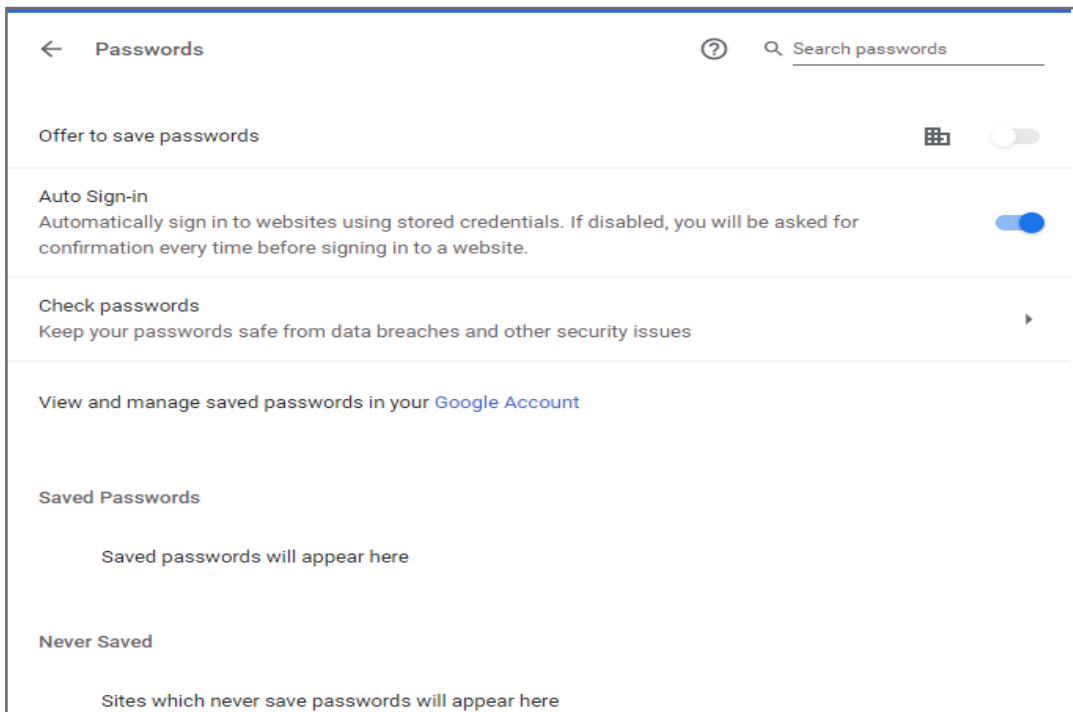 Passwords
Search passwords
Offer to save passwords
Auto Sign-in
Automatically sign in to websites using stored credentials. If disabled, you will be asked for
confirmation every time before signing in to a website.
Check passwords
Keep your passwords safe from data breaches and other security issues
View and manage saved passwords in your Google Account
Saved Passwords
Saved passwords will appear here
Never Saved
Sites which never save passwords will appear here